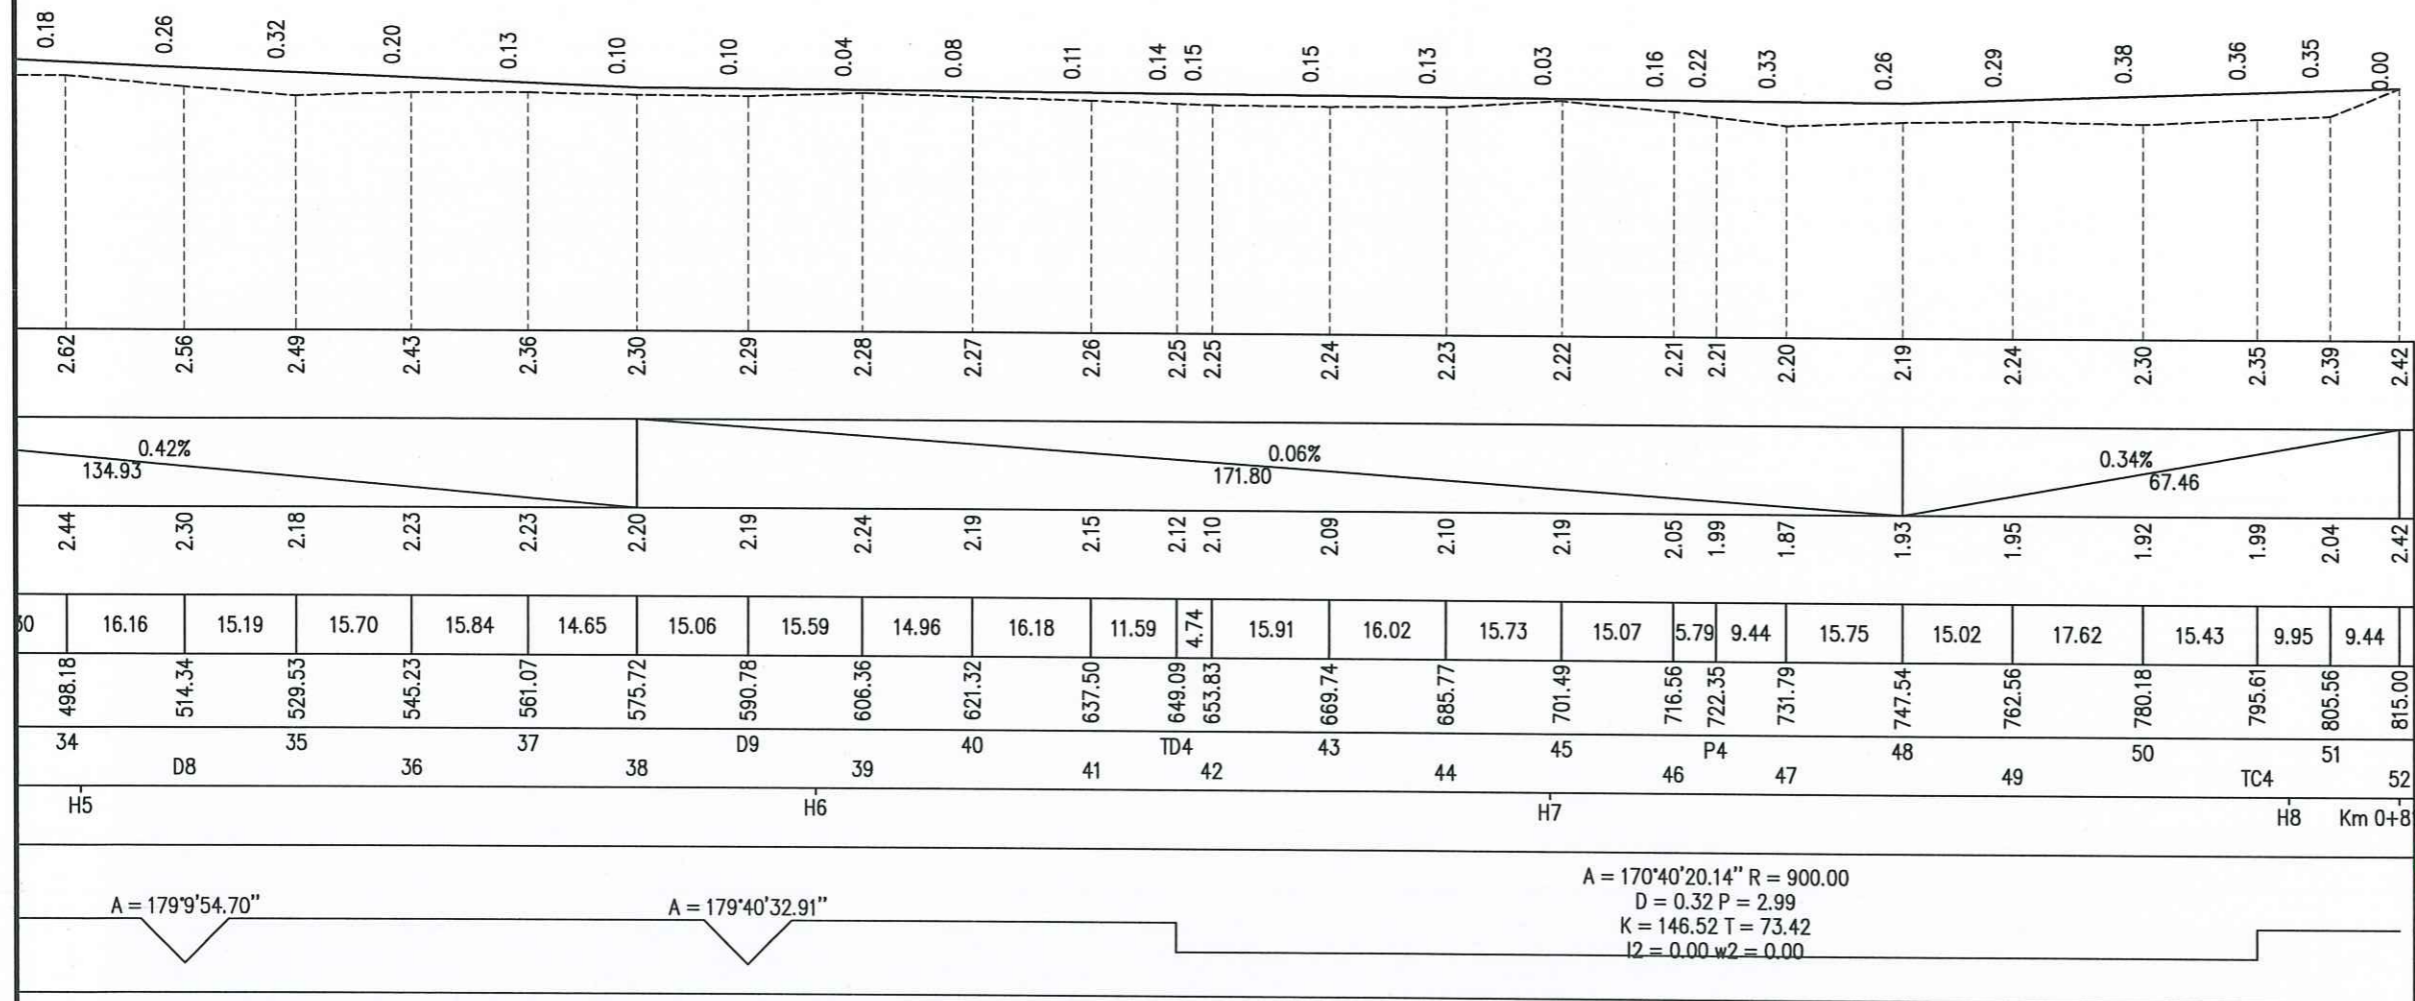 0.18 0.26 0.32 0.20 0.13 0.10 0.10 0.04 0.08 0.11 0.14 0.15 0.15 0.13 0.03 0.16 0.22 0.33 0.26 0.29 0.38 0.36 0.35 0.00
2.62 2.56 2.49 2.43 2.36 2.30 2.29 2.28 2.27 2.26 2.25 2.25 2.24 2.23 2.22 2.21 2.21 2.20 2.19 2.24 2.30 2.35 2.39 2.42
0.42% 0.06% 0.34%
134.93 171.80 67.46
2.44 2.30 2.18 2.23 2.23 2.20 2.19 2.24 2.19 2.15 2.12 2.10 2.09 2.10 2.19 2.05 1.99 1.87 1.93 1.95 1.92 1.99 2.04 2.42
16.16 15.19 15.70 15.84 14.65 15.06 15.59 14.96 16.18 11.59 4.74 15.91 16.02 15.73 15.07 5.79 9.44 15.75 15.02 17.62 15.43 9.95 9.44
498.18 514.34 529.53 545.23 561.07 575.72 590.78 606.36 621.32 637.50 649.09 653.83 669.74 685.77 701.49 716.56 722.35 731.79 747.54 762.56 780.18 795.61 805.56 815.00
34 35 37 D9 40 TD4 43 45 P4 48 50 51
D8 36 38 39 41 42 44 46 47 49 TC4 52
H5 H6 H7 H8 Km 0+8
A = 179°9'54.70" A = 179°40'32.91" A = 170°40'20.14" R = 900.00
D = 0.32 P = 2.99
K = 146.52 T = 73.42
l2 = 0.00 w2 = 0.00